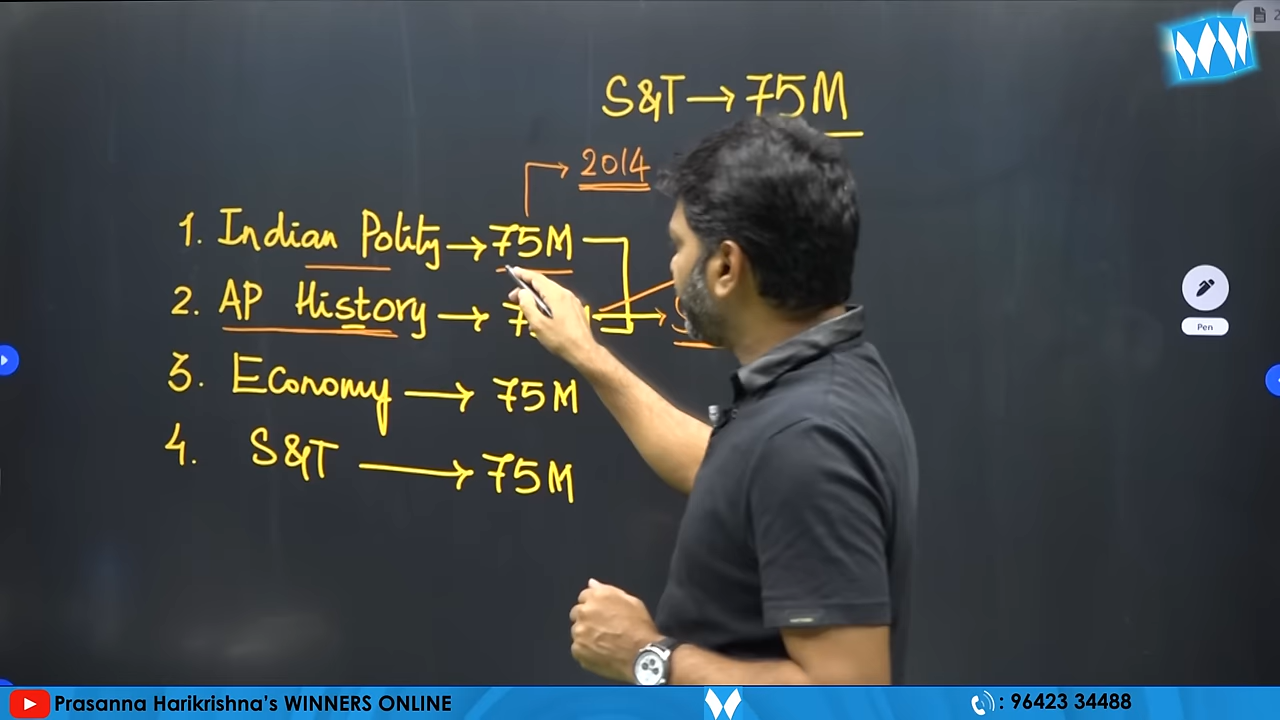 S&T → 75M
2014
1. Indian Polity → 75M
2. AP History →
3. Economy → 75M
4. S&T → 75M
Pen
Prasanna Harikrishna's WINNERS ONLINE
: 96423 34488